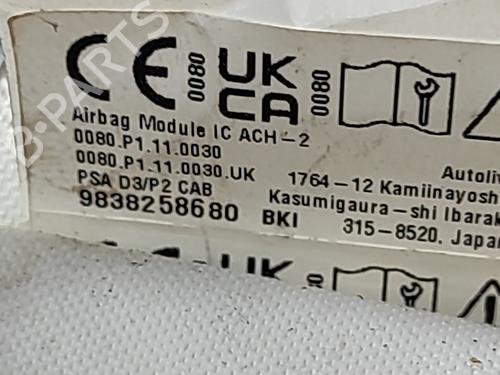 B-PARTS
CE 0080 UK CA 0080
Airbag Module IC ACH-2
0080.P1.11.0030
0080.P1.11.0030.UK
PSA D3/P2 CAB
9838258680 BKI
Autoliv
1764-12 Kamiinayosh
Kasumigaura-shi Ibarak
315-8520, Japan
UK